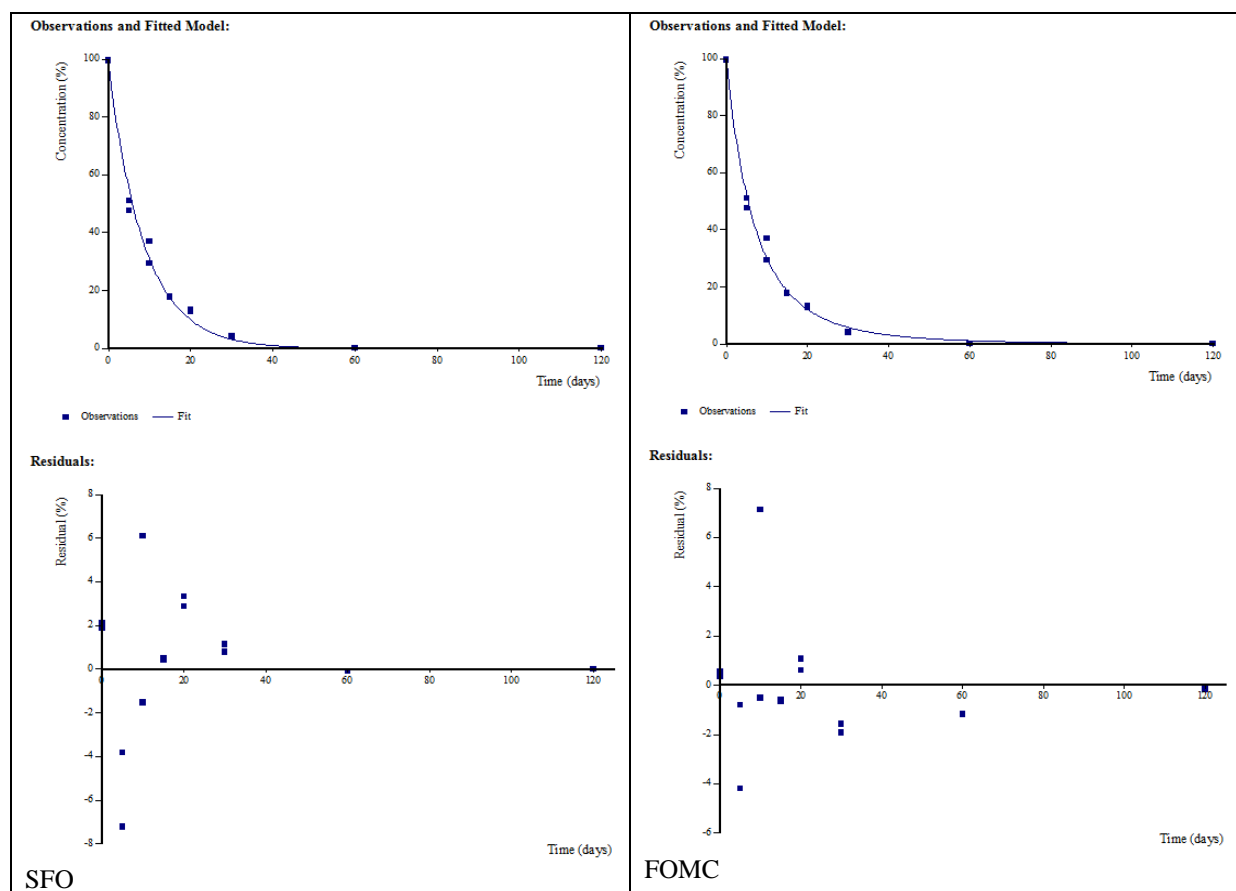 Observations and Fitted Model:
Concentration (%)
100
80
60
40
20
0
0 20 40 60 80 100 120
Time (days)
Observations Fit
Residuals:
Residual (%)
8
6
4
2
0
-2
-4
-6
-8
0 20 40 60 80 100 120
Time (days)
SFO
Observations and Fitted Model:
Concentration (%)
100
80
60
40
20
0
0 20 40 60 80 100 120
Time (days)
Observations Fit
Residuals:
Residual (%)
8
6
4
2
0
-2
-4
-6
0 20 40 60 80 100 120
Time (days)
FOMC